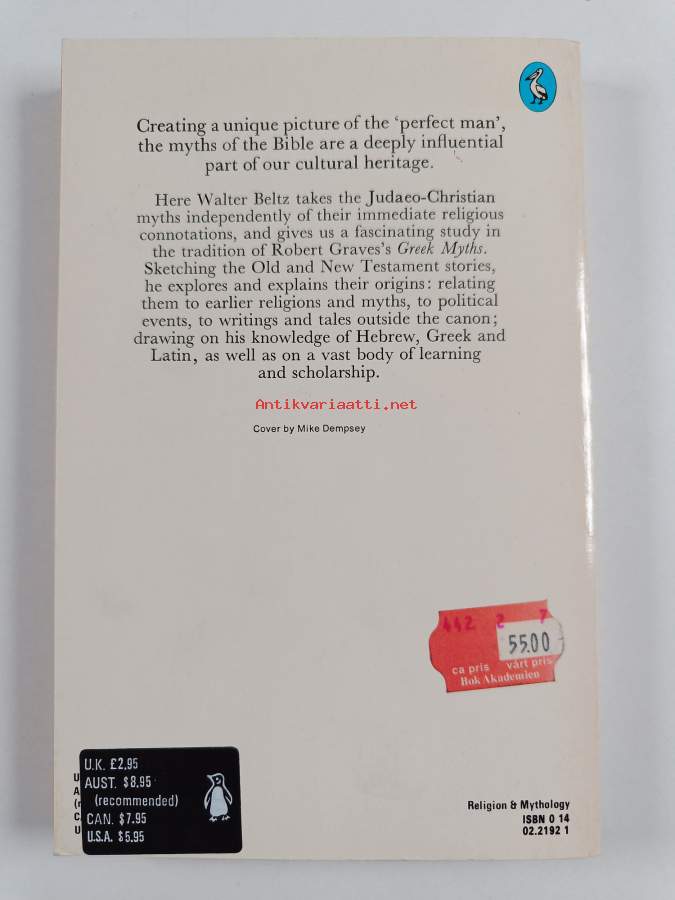 Creating a unique picture of the ‘perfect man’,
the myths of the Bible are a deeply influential
part of our cultural heritage.
Here Walter Beltz takes the Judaeo-Christian
myths independently of their immediate religious
connotations, and gives us a fascinating study in
the tradition of Robert Graves's Greek Myths.
Sketching the Old and New Testament stories,
he explores and explains their origins: relating
them to earlier religions and myths, to political
events, to writings and tales outside the canon;
drawing on his knowledge of Hebrew, Greek and
Latin, as well as on a vast body of learning
and scholarship.
Antikvariaatti.net
Cover by Mike Dempsey
442 2 7
55.00
ca pris vårt pris
Bok Akademien
U.K. £2.95
AUST. $8.95
(recommended)
CAN. $7.95
U.S.A. $5.95
Religion & Mythology
ISBN 0 14
02.2192 1